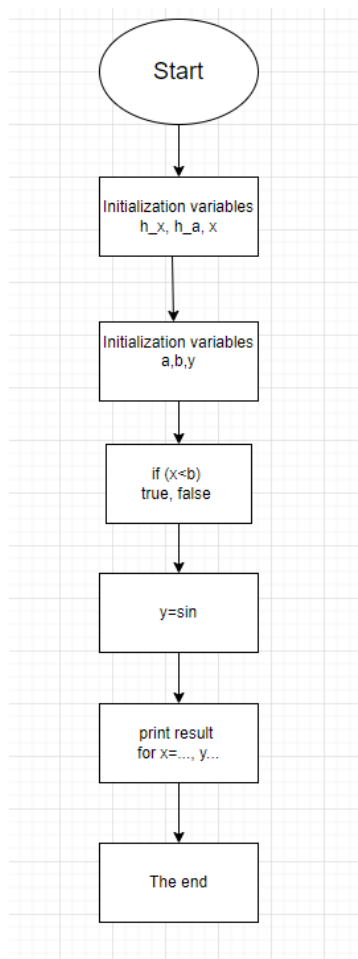 Start
Initialization variables
h_x, h_a, x
Initialization variables
a,b,y
if (x<b)
true, false
y=sin
print result
for x=..., y...
The end